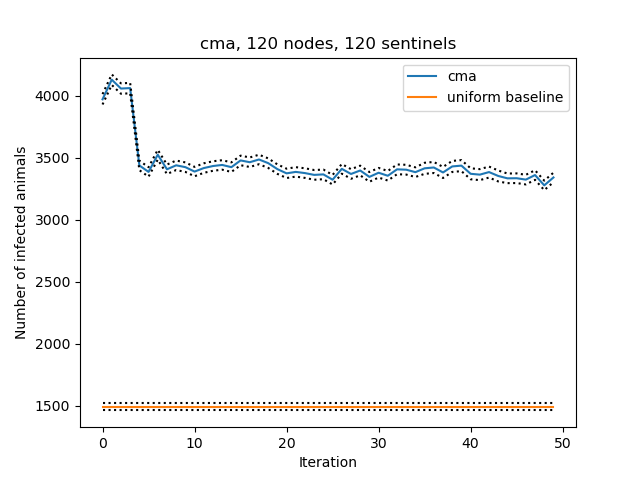 cma, 120 nodes, 120 sentinels
cma
uniform baseline
Number of infected animals
4000
3500
3000
2500
2000
1500
0
10
20
30
40
50
Iteration